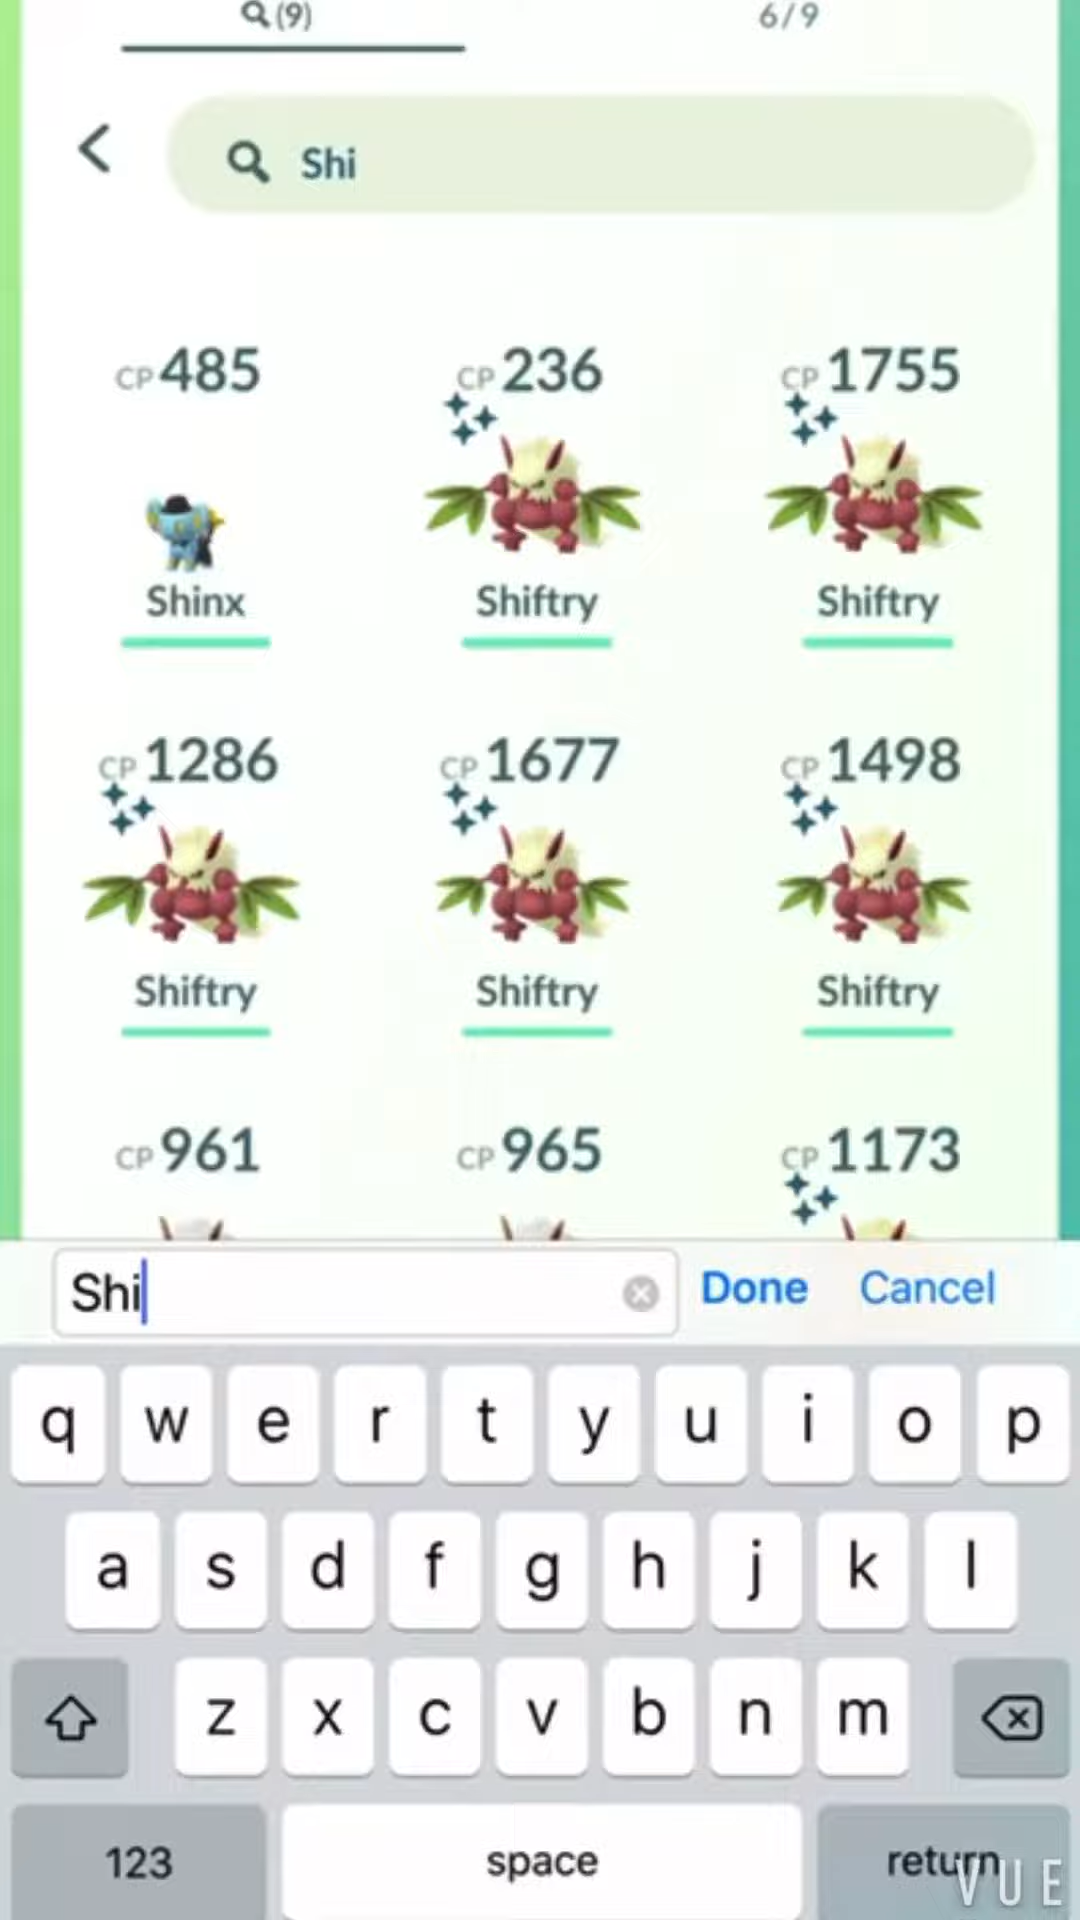 (9) 6/9
Shi
CP485 CP236 CP1755
Shinx Shiftry Shiftry
CP1286 CP1677 CP1498
Shiftry Shiftry Shiftry
CP961 CP965 CP1173
Shi Done Cancel
q w e r t y u i o p
a s d f g h j k l
z x c v b n m
123 space return
VUE